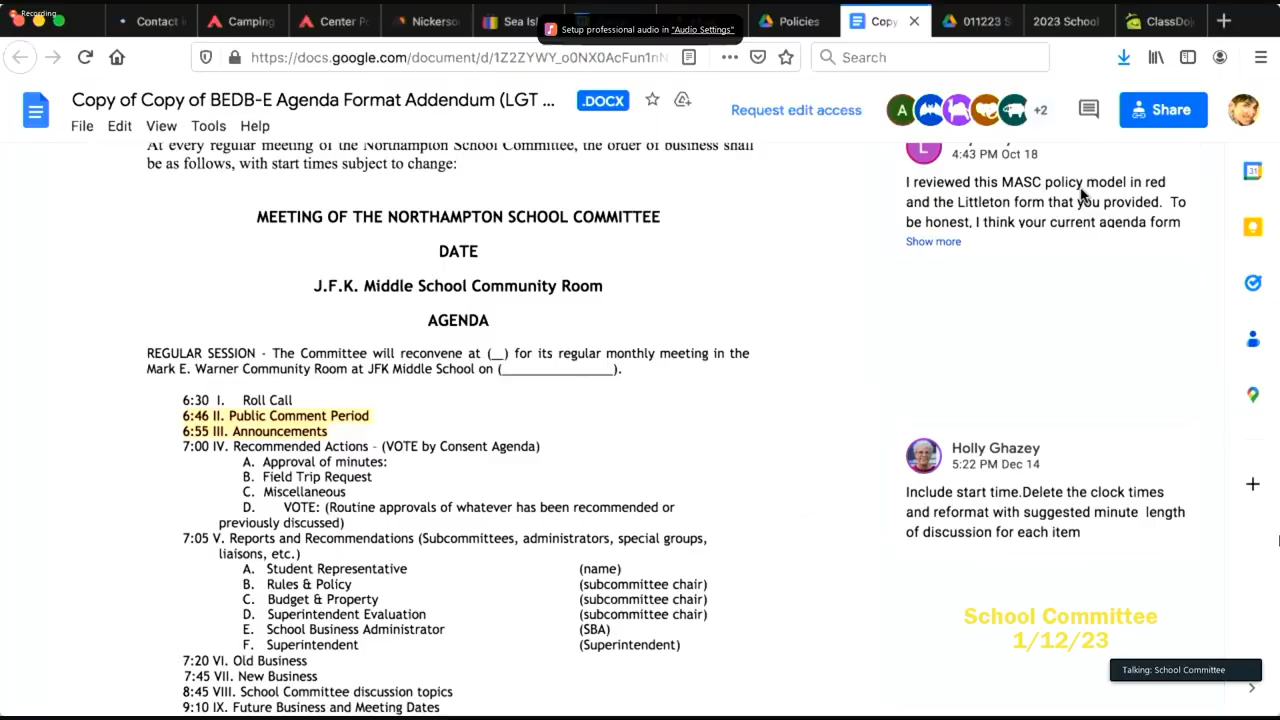 Recording
Contact
Camping
Center P
Nickerso
Sea Isl
Policies
Copy
011223 S
2023 School
ClassDoj
Setup professional audio in "Audio Settings"
https://docs.google.com/document/d/1Z2ZYWY_o0NX0AcFun1n
Search
Copy of Copy of BEDB-E Agenda Format Addendum (LGT ...
.DOCX
Request edit access
A
+2
Share
File Edit View Tools Help
At every regular meeting of the Northampton School Committee, the order of business shall
be as follows, with start times subject to change:
MEETING OF THE NORTHAMPTON SCHOOL COMMITTEE
DATE
J.F.K. Middle School Community Room
AGENDA
REGULAR SESSION - The Committee will reconvene at (__) for its regular monthly meeting in the
Mark E. Warner Community Room at JFK Middle School on (________________).
6:30 I. Roll Call
6:46 II. Public Comment Period
6:55 III. Announcements
7:00 IV. Recommended Actions - (VOTE by Consent Agenda)
A. Approval of minutes:
B. Field Trip Request
C. Miscellaneous
D. VOTE: (Routine approvals of whatever has been recommended or
previously discussed)
7:05 V. Reports and Recommendations (Subcommittees, administrators, special groups,
liaisons, etc.)
A. Student Representative (name)
B. Rules & Policy (subcommittee chair)
C. Budget & Property (subcommittee chair)
D. Superintendent Evaluation (subcommittee chair)
E. School Business Administrator (SBA)
F. Superintendent (Superintendent)
7:20 VI. Old Business
7:45 VII. New Business
8:45 VIII. School Committee discussion topics
9:10 IX. Future Business and Meeting Dates
L
4:43 PM Oct 18
I reviewed this MASC policy model in red
and the Littleton form that you provided. To
be honest, I think your current agenda form
Show more
Holly Ghazey
5:22 PM Dec 14
Include start time.Delete the clock times
and reformat with suggested minute length
of discussion for each item
31
School Committee
1/12/23
Talking: School Committee